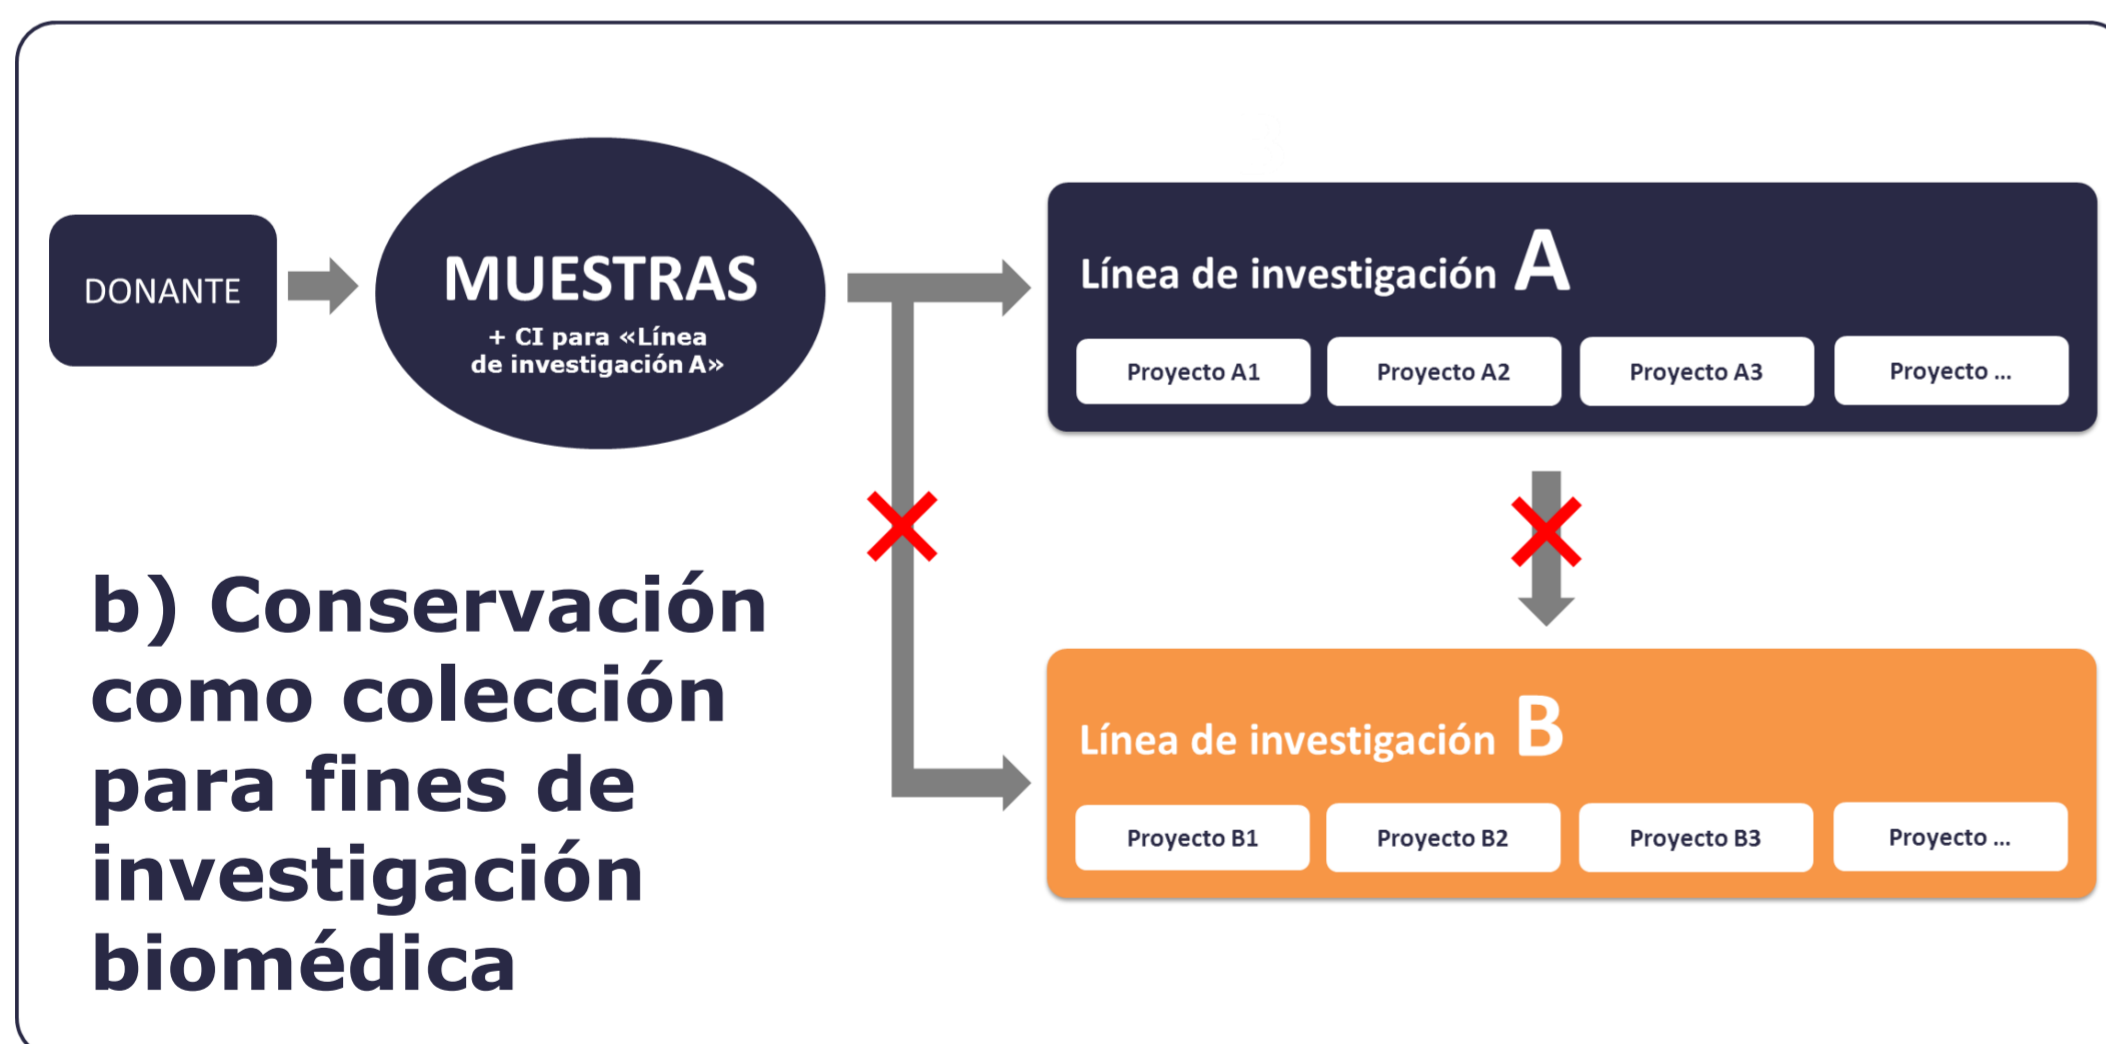 DONANTE
MUESTRAS
+ CI para «Línea
de investigación A»
Línea de investigación A
Proyecto A1
Proyecto A2
Proyecto A3
Proyecto ...
b) Conservación
como colección
para fines de
investigación
biomédica
Línea de investigación B
Proyecto B1
Proyecto B2
Proyecto B3
Proyecto ...